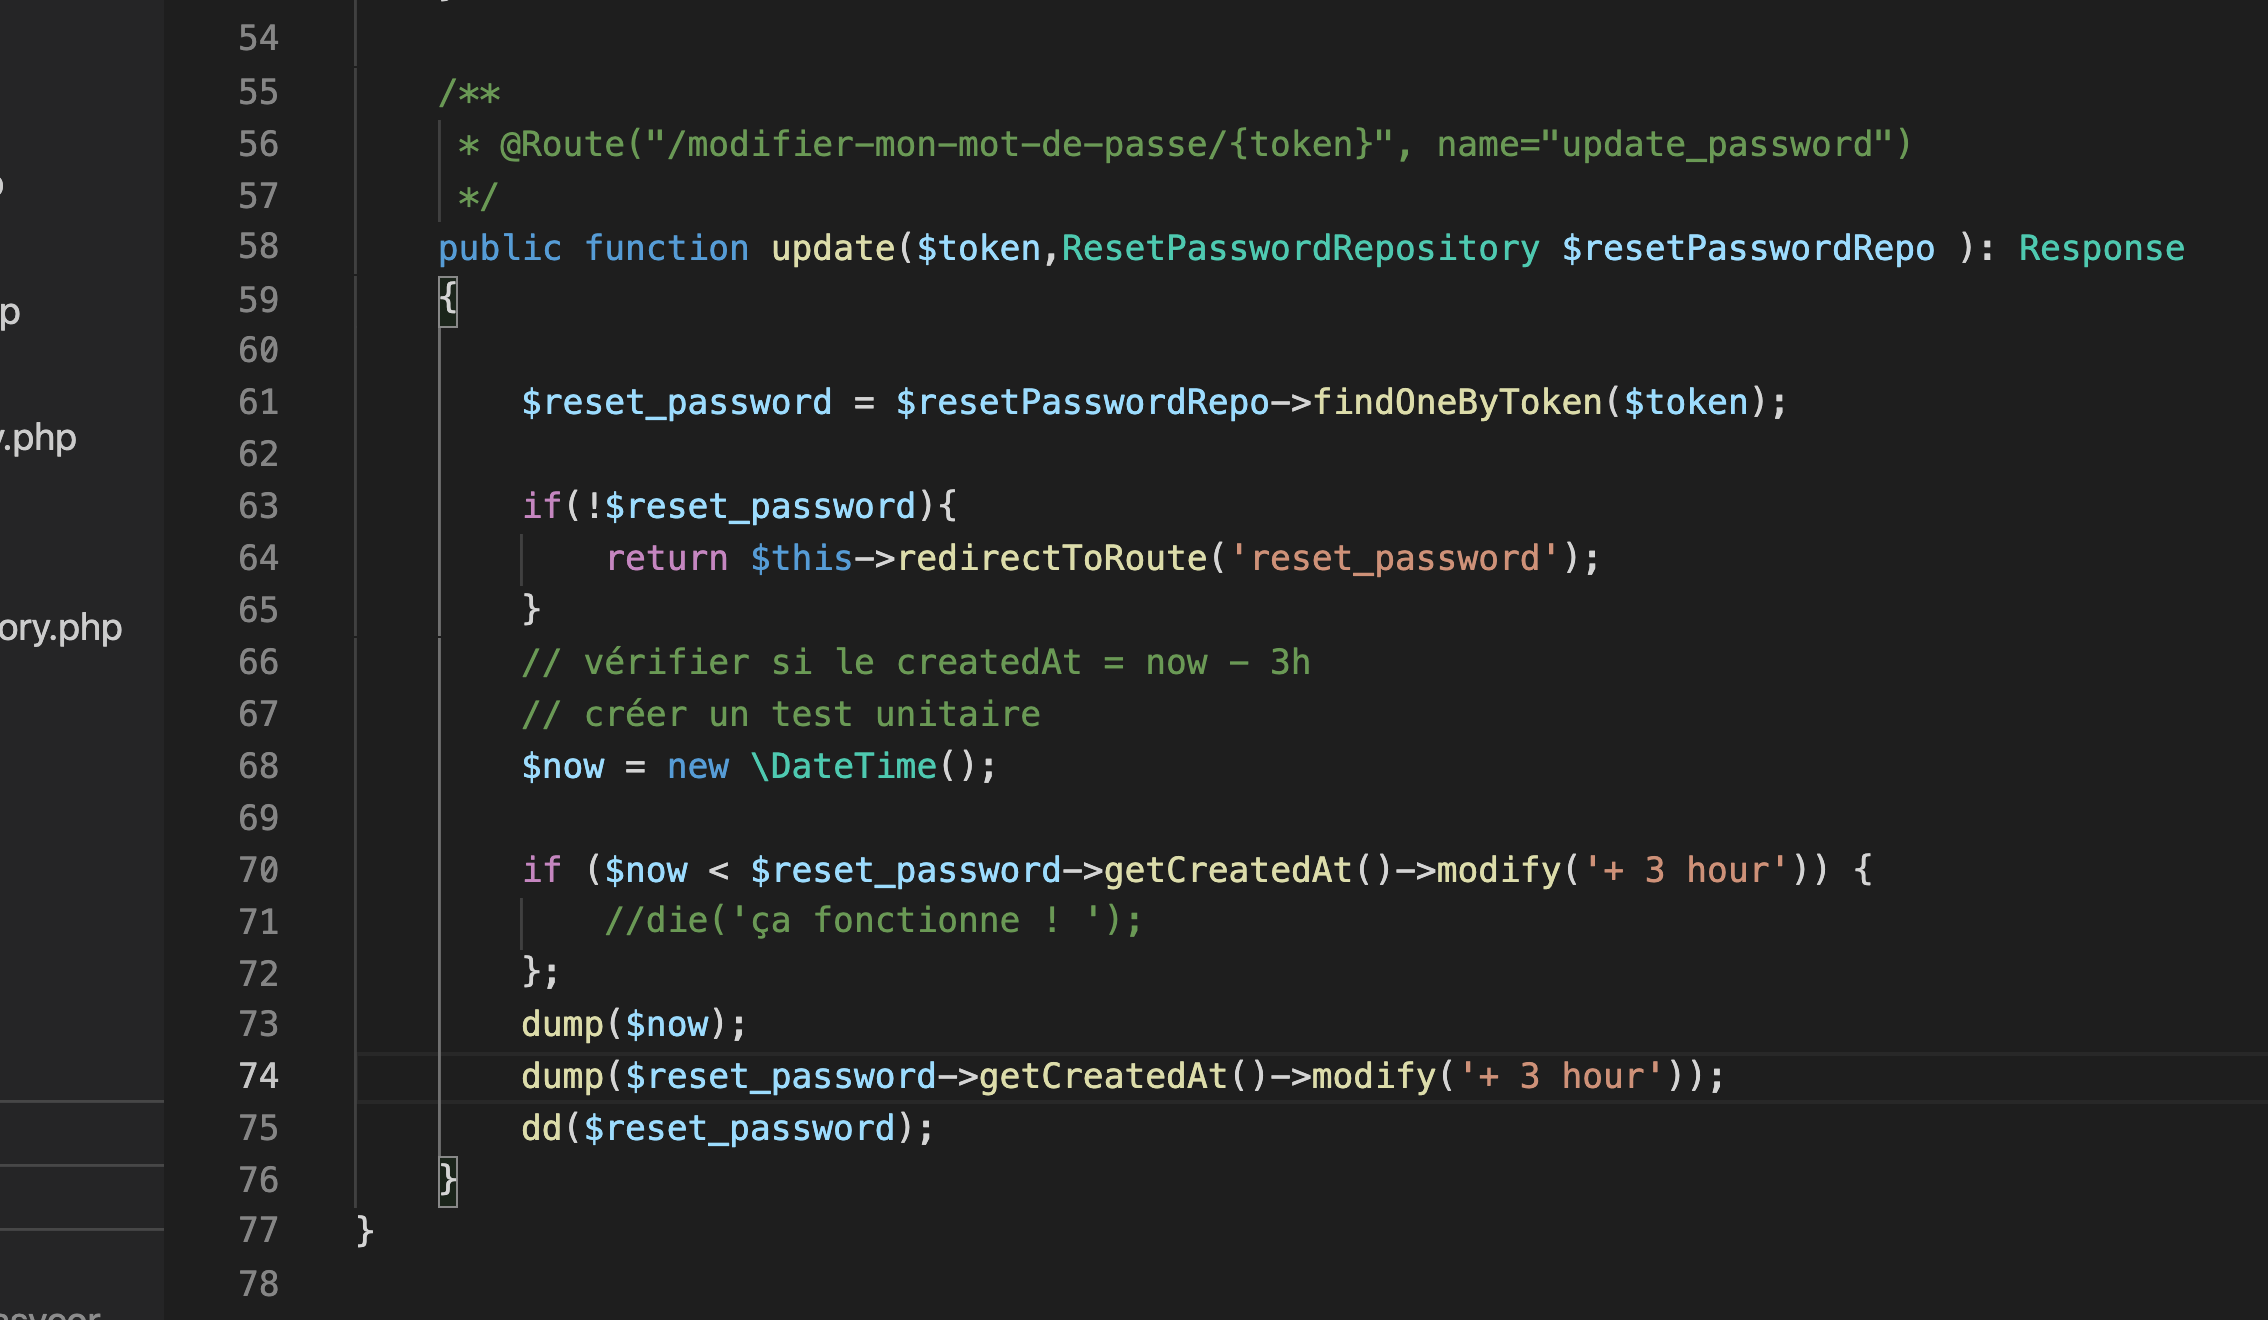 54
55 /**
56 * @Route("/modifier-mon-mot-de-passe/{token}", name="update_password")
57 */
58 public function update($token,ResetPasswordRepository $resetPasswordRepo ): Response
59 {
p
60
61 $reset_password = $resetPasswordRepo->findOneByToken($token);
.php
62
63 if(!$reset_password){
64 return $this->redirectToRoute('reset_password');
65 }
ory.php
66 // vérifier si le createdAt = now - 3h
67 // créer un test unitaire
68 $now = new \DateTime();
69
70 if ($now < $reset_password->getCreatedAt()->modify('+ 3 hour')) {
71 //die('ça fonctionne ! ');
72 };
73 dump($now);
74 dump($reset_password->getCreatedAt()->modify('+ 3 hour'));
75 dd($reset_password);
76 }
77 }
78